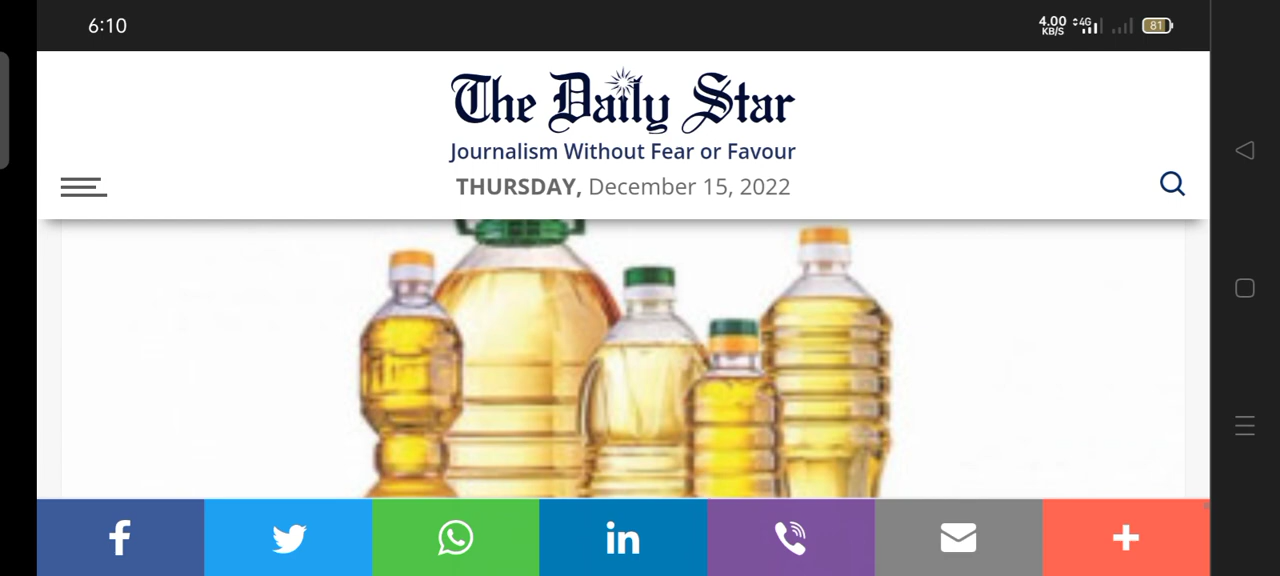 6:10
4.00 KB/S 4G 81
The Daily Star
Journalism Without Fear or Favour
THURSDAY, December 15, 2022